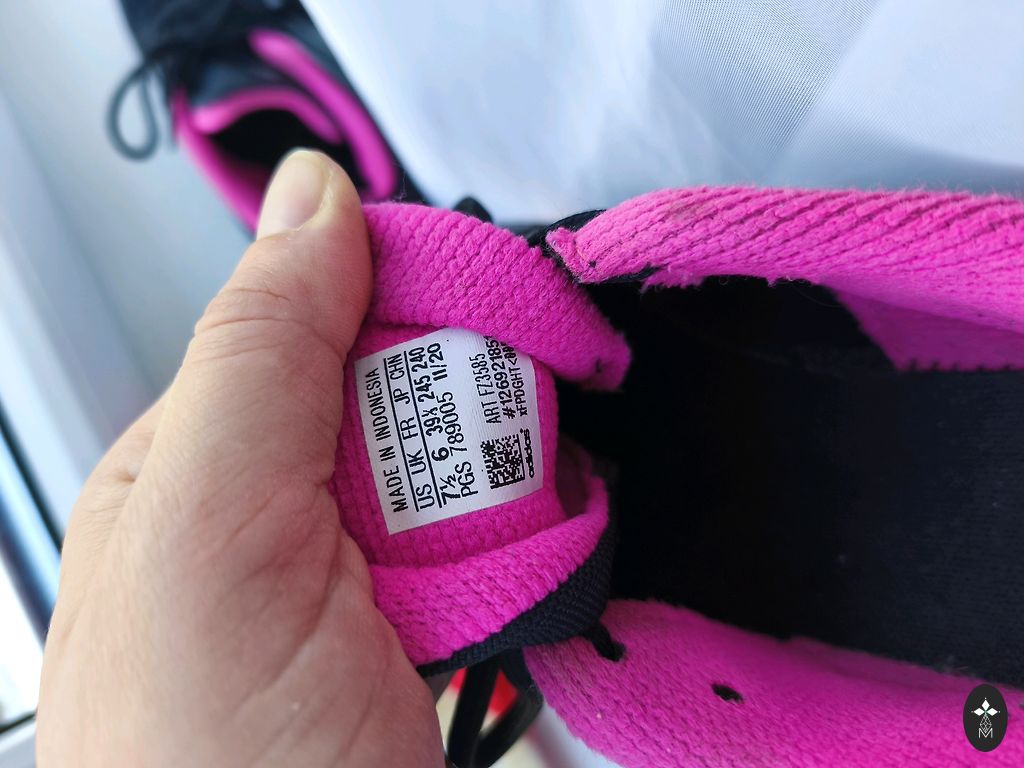 MADE IN INDONESIA
US UK FR JP CHN
7½ 6 39⅓ 245 240
PGS 789005 11/20
ART FZ3585
#12692185
adidas
M